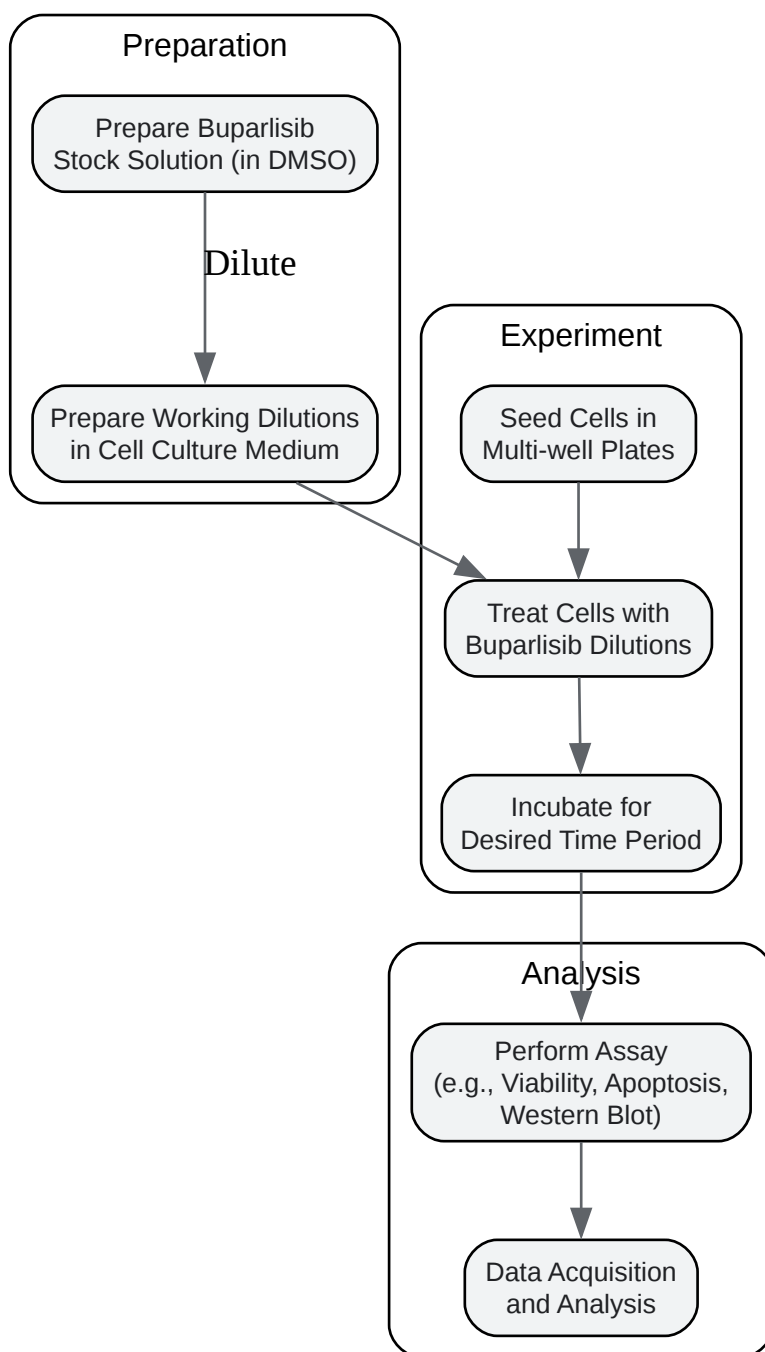 Preparation
Prepare Buparlisib
Stock Solution (in DMSO)
Dilute
Prepare Working Dilutions
in Cell Culture Medium
Experiment
Seed Cells in
Multi-well Plates
Treat Cells with
Buparlisib Dilutions
Incubate for
Desired Time Period
Analysis
Perform Assay
(e.g., Viability, Apoptosis,
Western Blot)
Data Acquisition
and Analysis